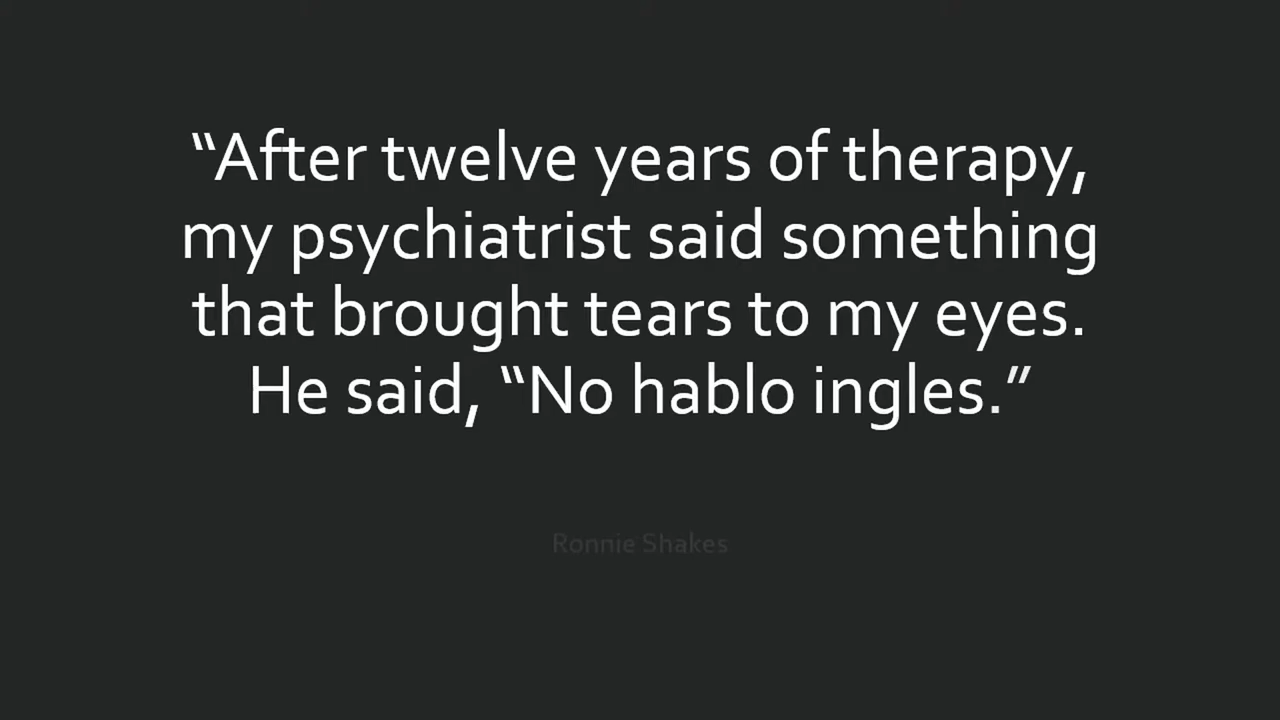 “After twelve years of therapy,
my psychiatrist said something
that brought tears to my eyes.
He said, “No hablo ingles.”
Ronnie Shakes